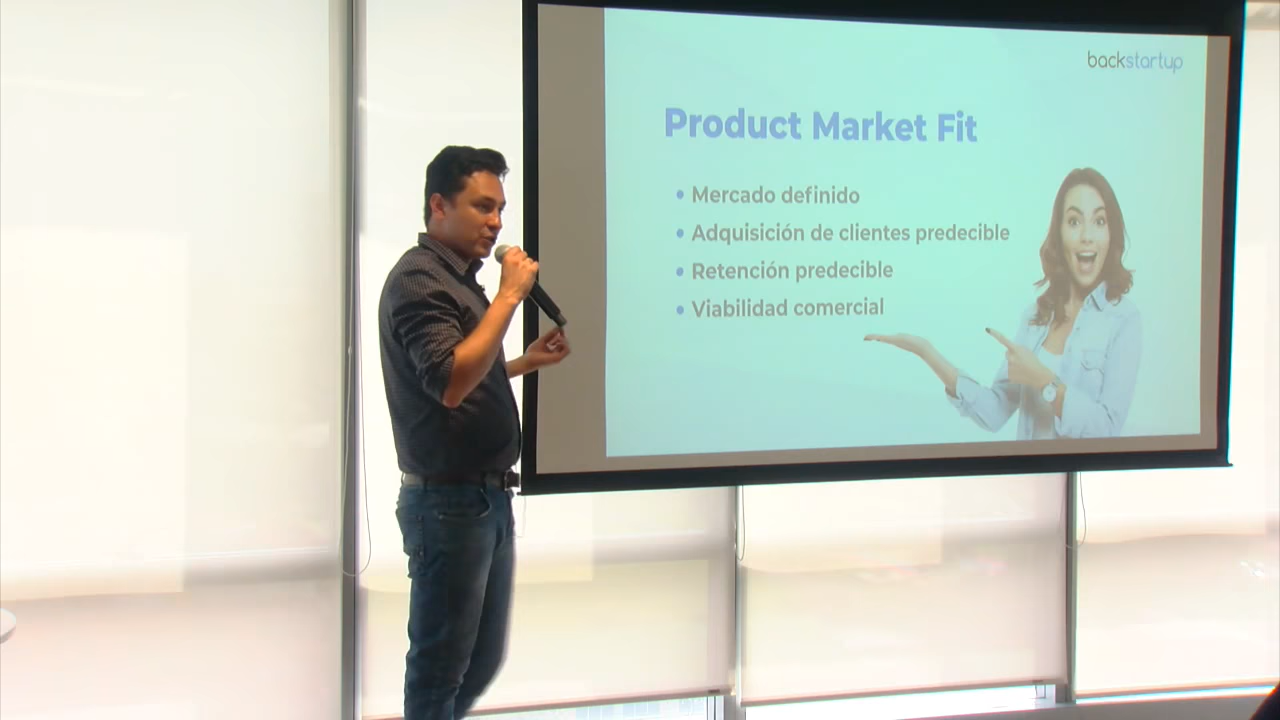 backstartup
Product Market Fit
• Mercado definido
• Adquisición de clientes predecible
• Retención predecible
• Viabilidad comercial